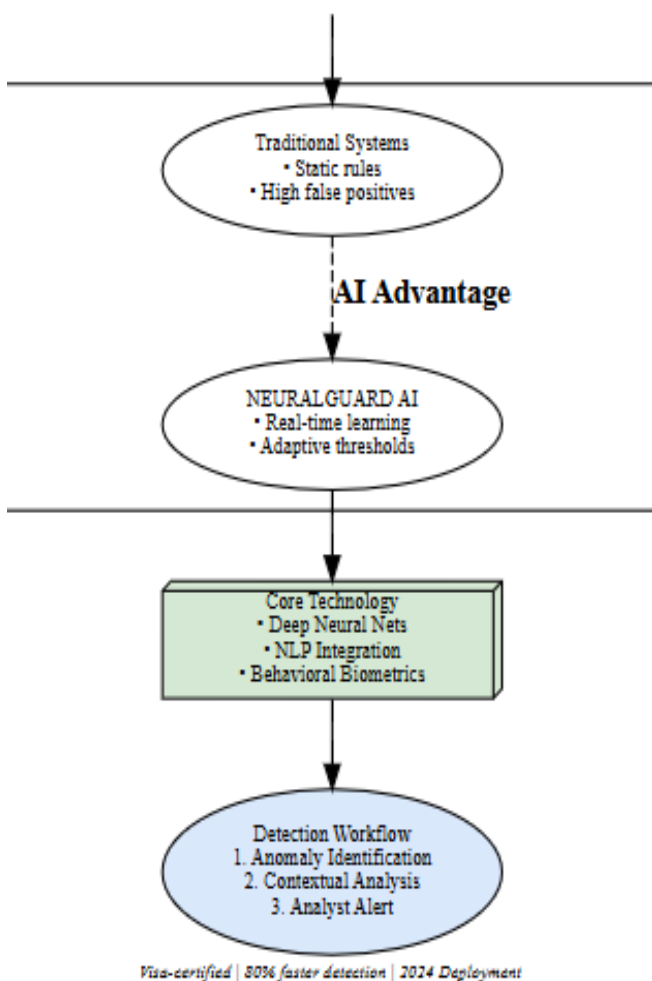 Traditional Systems
• Static rules
• High false positives
AI Advantage
NEURALGUARD AI
• Real-time learning
• Adaptive thresholds
Core Technology
• Deep Neural Nets
• NLP Integration
• Behavioral Biometrics
Detection Workflow
1. Anomaly Identification
2. Contextual Analysis
3. Analyst Alert
Visa-certified | 80% faster detection | 2024 Deployment